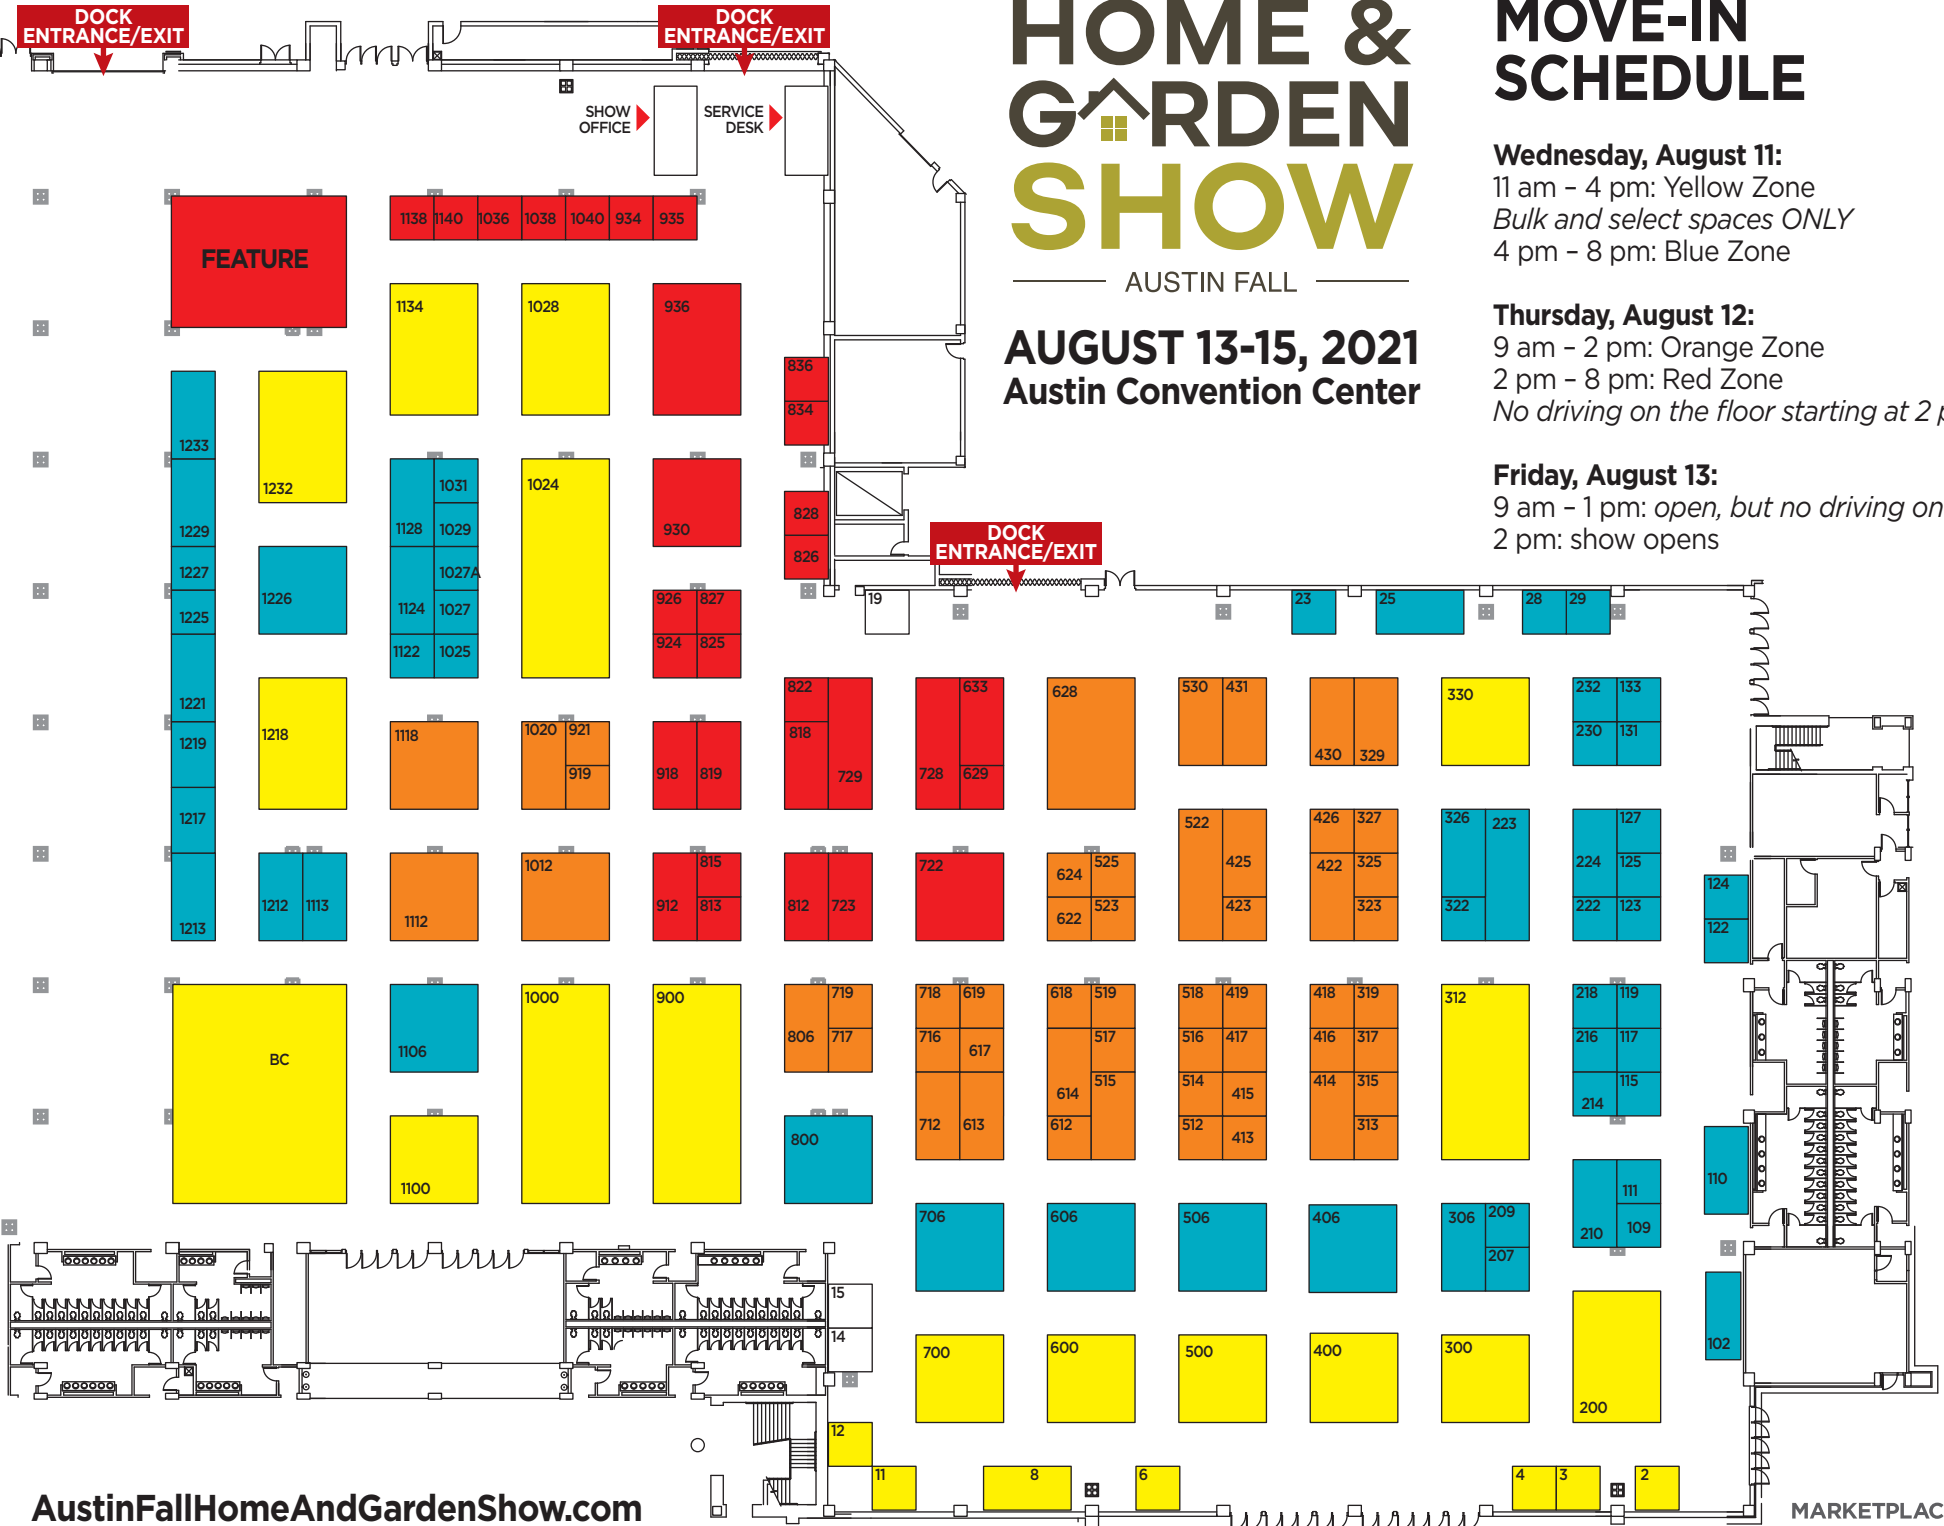 DOCK
ENTRANCE/EXIT
DOCK
ENTRANCE/EXIT
HOME &
GARDEN
SHOW
AUSTIN FALL
AUGUST 13-15, 2021
Austin Convention Center
MOVE-IN
SCHEDULE
Wednesday, August 11:
11 am – 4 pm: Yellow Zone
Bulk and select spaces ONLY
4 pm – 8 pm: Blue Zone
Thursday, August 12:
9 am – 2 pm: Orange Zone
2 pm – 8 pm: Red Zone
No driving on the floor starting at 2 p
Friday, August 13:
9 am – 1 pm: open, but no driving on
2 pm: show opens
SHOW
OFFICE
SERVICE
DESK
FEATURE
1138 1140 1036 1038 1040 934 935
1134 1028 936
836
834
1233
1232
1229
1227
1225
1226
1221
1219
1218
1217
1213
1212 1113
1128 1031
1029
1027A
1124 1027
1122 1025
1024
930
828
826
926 827
924 825
DOCK
ENTRANCE/EXIT
19 23 25 28 29
1118 1020 921
919
918 819
822
818
729
728 633
629
628
530 431
430 329
330
232 133
230 131
1112 1012
912 815
813
812 723
722
624 525
622 523
522 425
423
426 327
422 325
323
326 223
322
224 127
125
222 123
124
122
BC
1106
1100
1000
900
806 719
717
800
718 619
716 617
712 613
618 519
517
614 515
612
518 419
516 417
514 415
512 413
418 319
416 317
414 315
313
312
218 119
216 117
214 115
110
111
210 109
706 606 506 406 306 209
207
102
15
14
700 600 500 400 300 200
12
11 8 6 4 3 2
AustinFallHomeAndGardenShow.com
MARKETPLAC